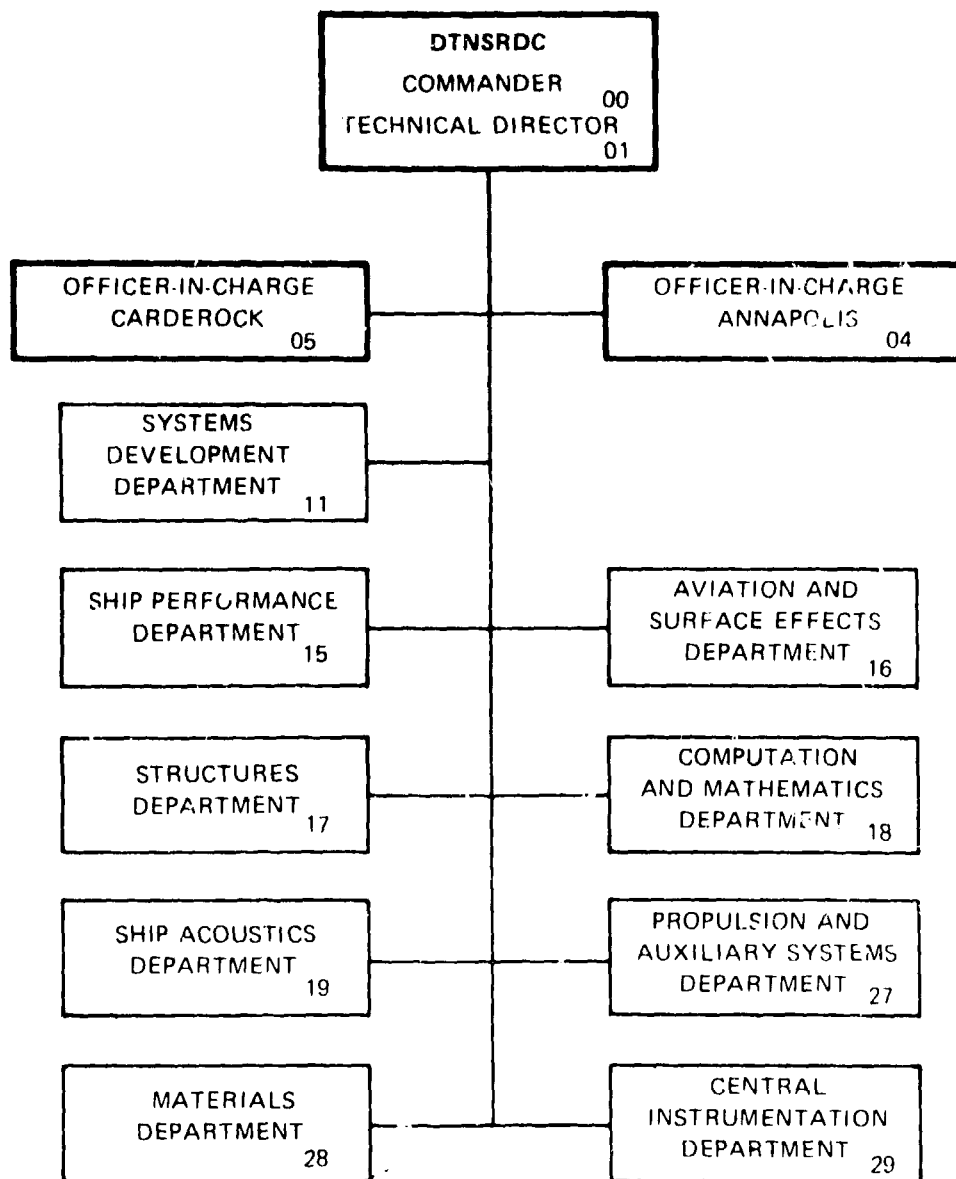 DTNSRDC
COMMANDER
00
TECHNICAL DIRECTOR
01
OFFICER-IN-CHARGE
CARDEROCK
05
OFFICER-IN-CHARGE
ANNAPOLIS
04
SYSTEMS
DEVELOPMENT
DEPARTMENT
11
SHIP PERFORMANCE
DEPARTMENT
15
AVIATION AND
SURFACE EFFECTS
DEPARTMENT
16
STRUCTURES
DEPARTMENT
17
COMPUTATION
AND MATHEMATICS
DEPARTMENT
18
SHIP ACOUSTICS
DEPARTMENT
19
PROPULSION AND
AUXILIARY SYSTEMS
DEPARTMENT
27
MATERIALS
DEPARTMENT
28
CENTRAL
INSTRUMENTATION
DEPARTMENT
29